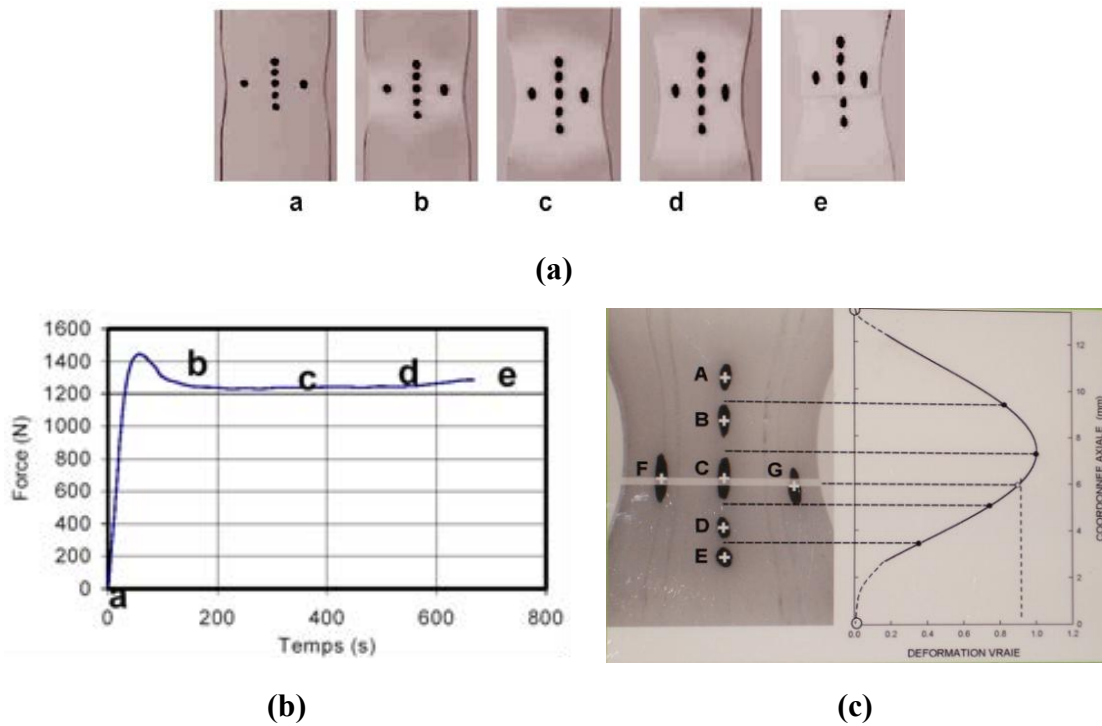 a b c d e
(a)
1600
1400
1200
1000
800
600
400
200
0
Force (N)
a b c d e
0 200 400 600 800
Temps (s)
(b)
A
B
F C G
D
E
12
10
8
6
4
2
0
COORDONNEE AXIALE (mm)
0.0 0.2 0.4 0.6 0.8 1.0 1.2
DEFORMATION VRAIE
(c)